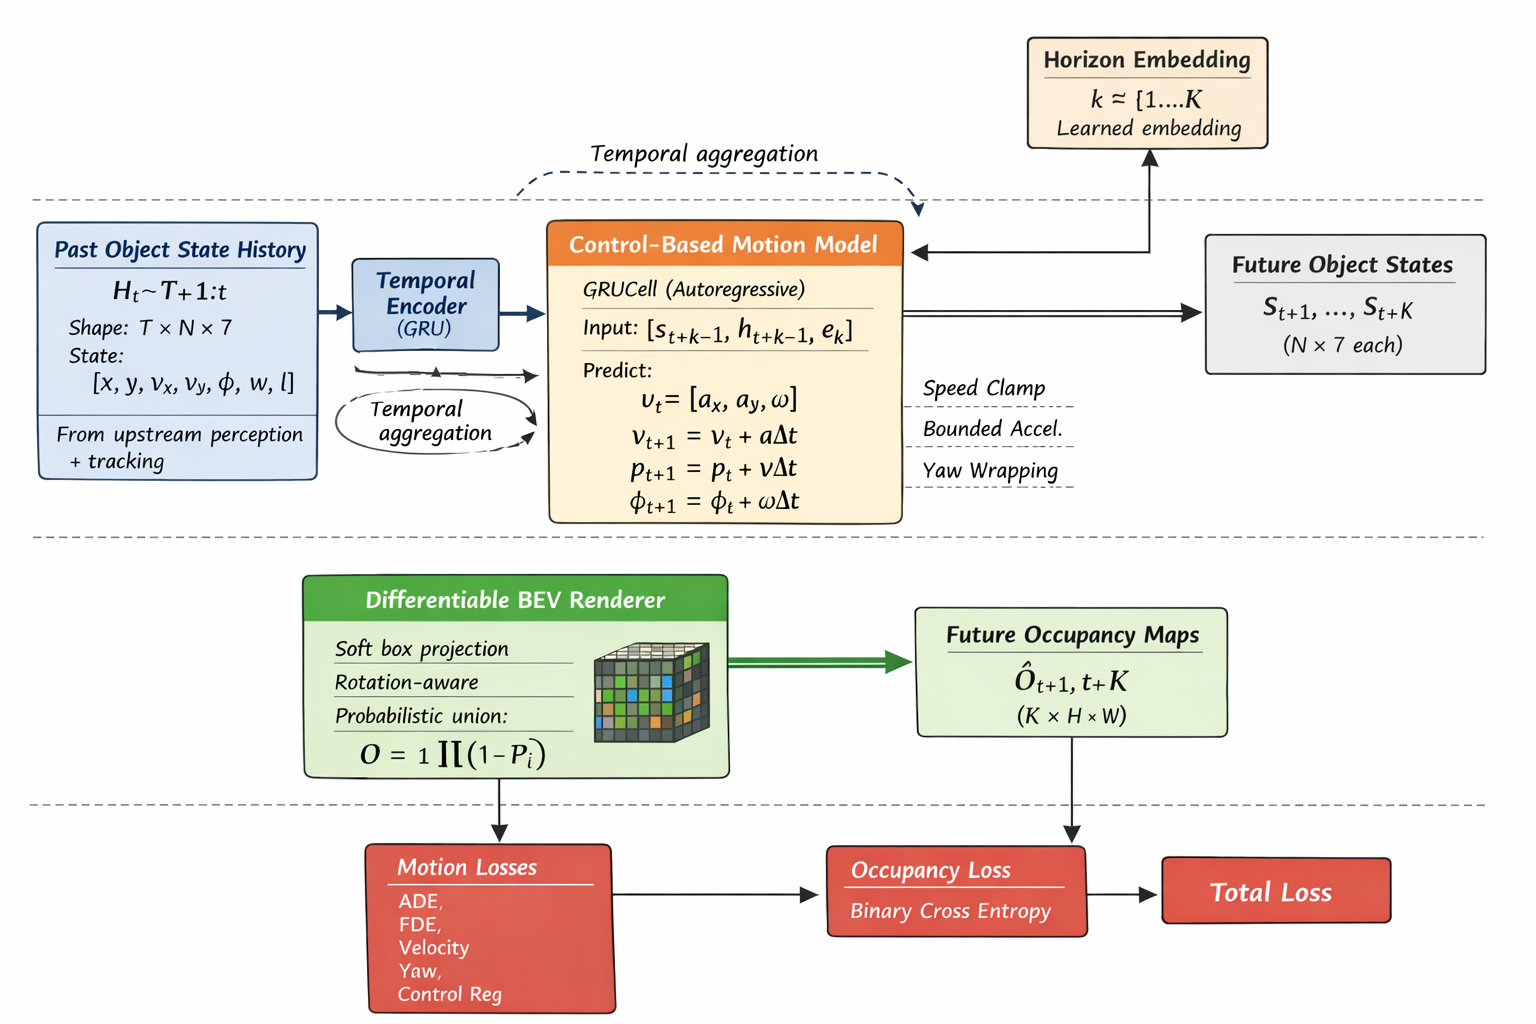 Horizon Embedding
k ≈ [1....K
Learned embedding
Temporal aggregation
Past Object State History
H_t ~ T+1:t
Shape: T × N × 7
State:
[x, y, v_x, v_y, ϕ, w, l]
From upstream perception
+ tracking
Temporal
Encoder
(GRU)
Temporal
aggregation
Control-Based Motion Model
GRUCell (Autoregressive)
Input: [s_{t+k−1}, h_{t+k−1}, e_k]
Predict:
υ_t = [a_x, a_y, ω]
v_{t+1} = v_t + aΔt
p_{t+1} = p_t + vΔt
ϕ_{t+1} = ϕ_t + ωΔt
Speed Clamp
Bounded Accel.
Yaw Wrapping
Future Object States
S_{t+1}, ..., S_{t+K}
(N × 7 each)
Differentiable BEV Renderer
Soft box projection
Rotation-aware
Probabilistic union:
O = 1 ∏(1−P_i)
Future Occupancy Maps
Ô_{t+1}, t+K
(K × H × W)
Motion Losses
ADE,
FDE,
Velocity
Yaw,
Control Reg
Occupancy Loss
Binary Cross Entropy
Total Loss